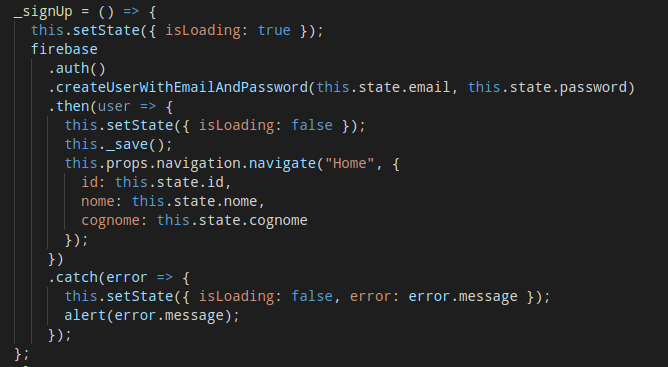 _signUp = () => {
  this.setState({ isLoading: true });
  firebase
    .auth()
    .createUserWithEmailAndPassword(this.state.email, this.state.password)
    .then(user => {
      this.setState({ isLoading: false });
      this._save();
      this.props.navigation.navigate("Home", {
        id: this.state.id,
        nome: this.state.nome,
        cognome: this.state.cognome
      });
    })
    .catch(error => {
      this.setState({ isLoading: false, error: error.message });
      alert(error.message);
    });
};